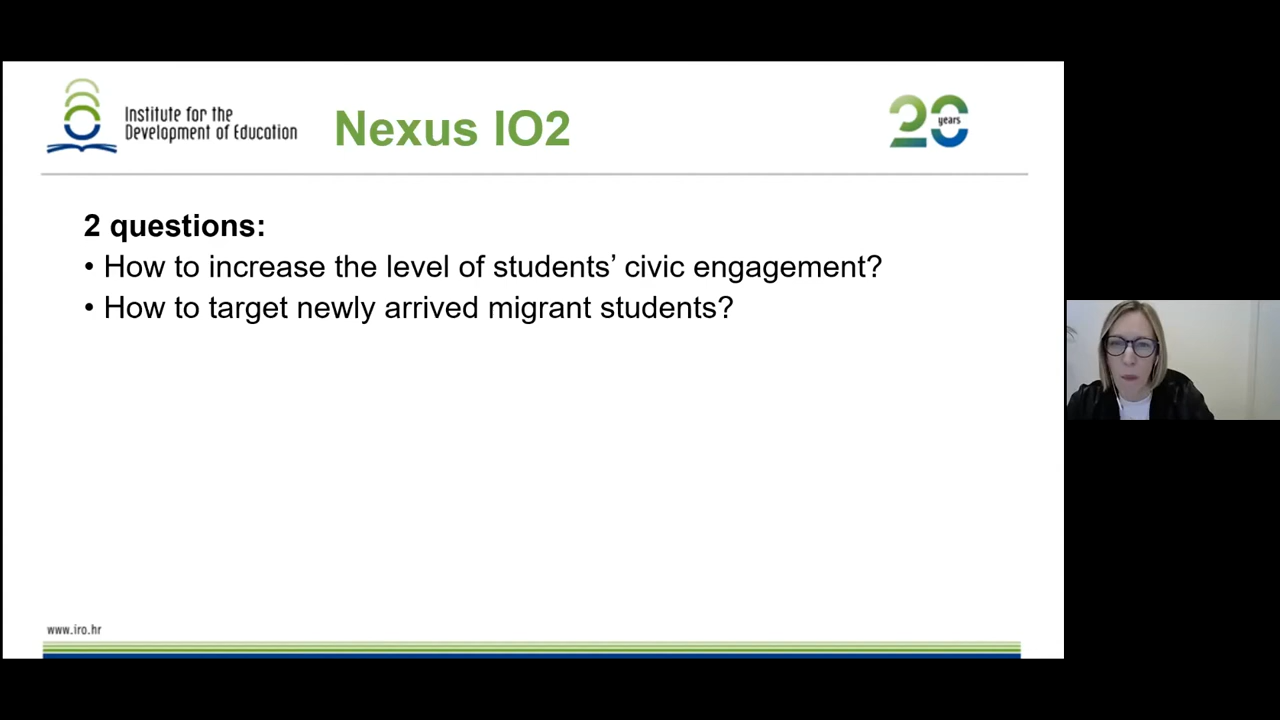 Institute for the
Development of Education
Nexus IO2
20
years
2 questions:
• How to increase the level of students’ civic engagement?
• How to target newly arrived migrant students?
www.iro.hr